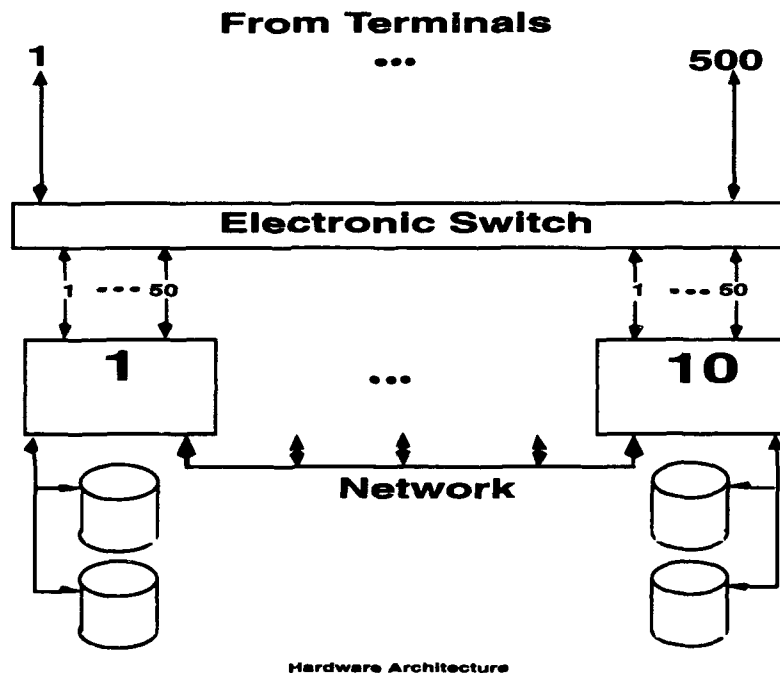 From Terminals
1 ... 500
Electronic Switch
1 ... 50 1 ... 50
1 ... 10
Network
Hardware Architecture